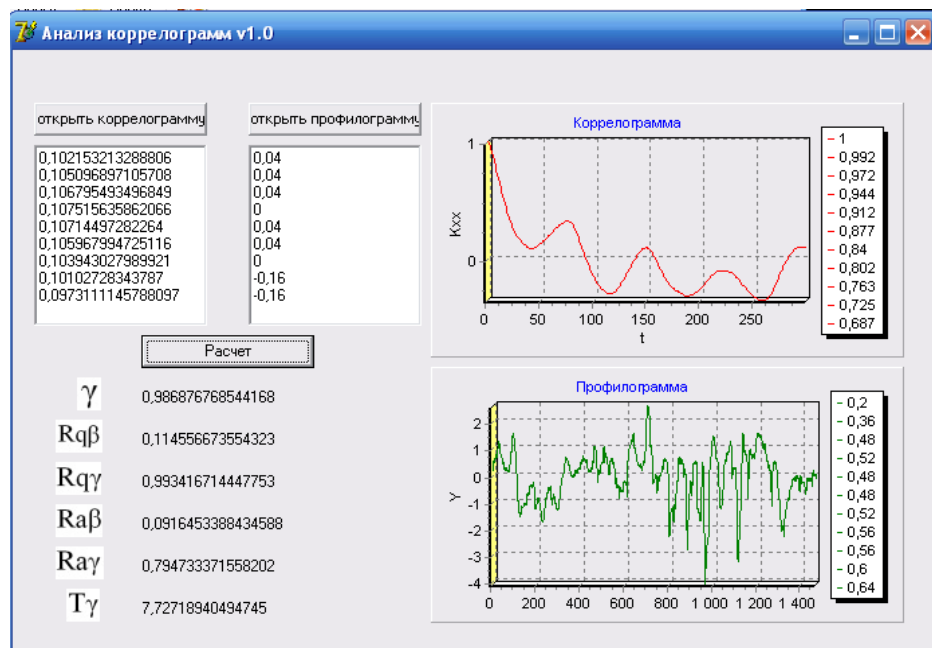 Анализ коррелограмм v1.0
открыть коррелограмму
открыть профилограмму
0,102153213288806
0,105096897105708
0,106795493496849
0,107515635862066
0,10714497282264
0,105967994725116
0,103943027989921
0,10102728343787
0,0973111145788097
0,04
0,04
0,04
0
0,04
0,04
0
-0,16
-0,16
Расчет
γ 0,986876768544168
Rqβ 0,114556673554323
Rqγ 0,993416714447753
Raβ 0,0916453388434588
Raγ 0,794733371558202
Tγ 7,72718940494745
Коррелограмма
1
0
Kxx
0 50 100 150 200 250
t
1
0,992
0,972
0,944
0,912
0,877
0,84
0,802
0,763
0,725
0,687
Профилограмма
2
1
0
-1
-2
-3
-4
Y
0 200 400 600 800 1 000 1 200 1 400
0,2
0,36
0,48
0,52
0,48
0,48
0,52
0,56
0,56
0,6
0,64